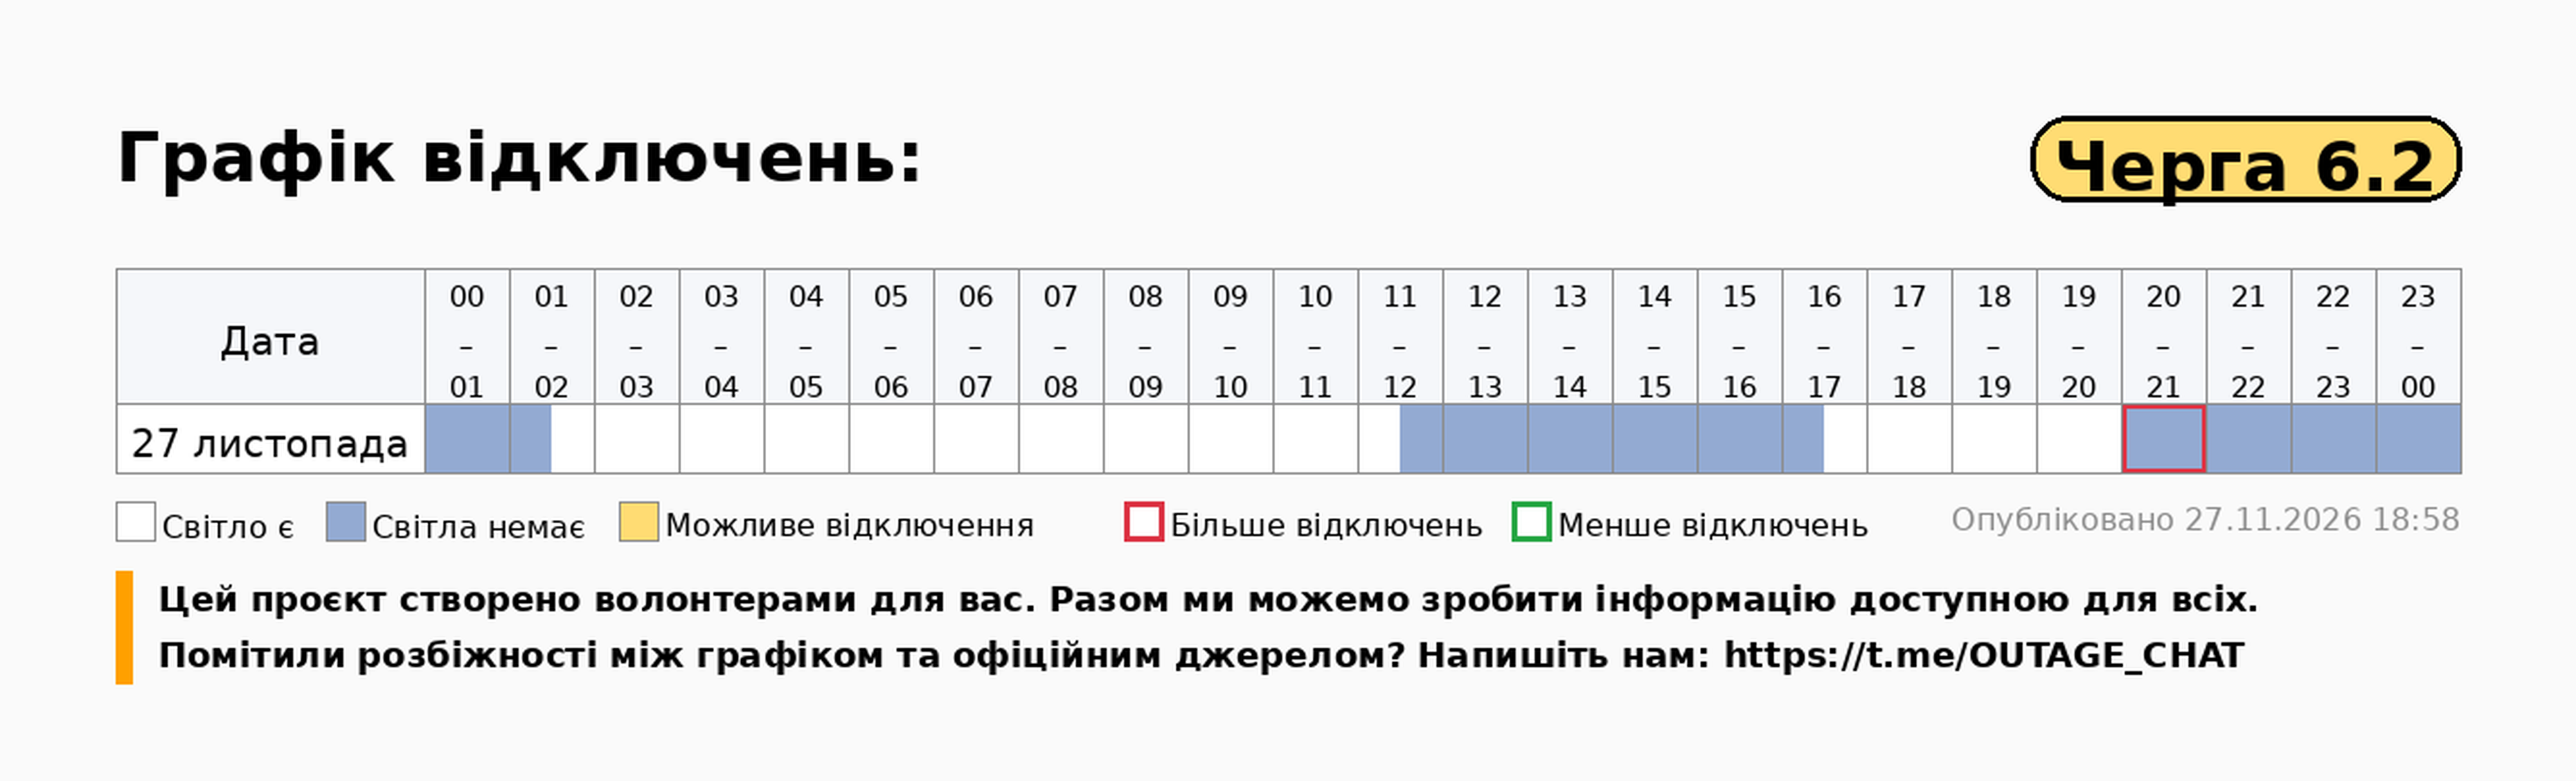 Графік відключень:
Черга 6.2
Дата
00 – 01
01 – 02
02 – 03
03 – 04
04 – 05
05 – 06
06 – 07
07 – 08
08 – 09
09 – 10
10 – 11
11 – 12
12 – 13
13 – 14
14 – 15
15 – 16
16 – 17
17 – 18
18 – 19
19 – 20
20 – 21
21 – 22
22 – 23
23 – 00
27 листопада
Світло є
Світла немає
Можливе відключення
Більше відключень
Менше відключень
Опубліковано 27.11.2026 18:58
Цей проєкт створено волонтерами для вас. Разом ми можемо зробити інформацію доступною для всіх.
Помітили розбіжності між графіком та офіційним джерелом? Напишіть нам: https://t.me/OUTAGE_CHAT